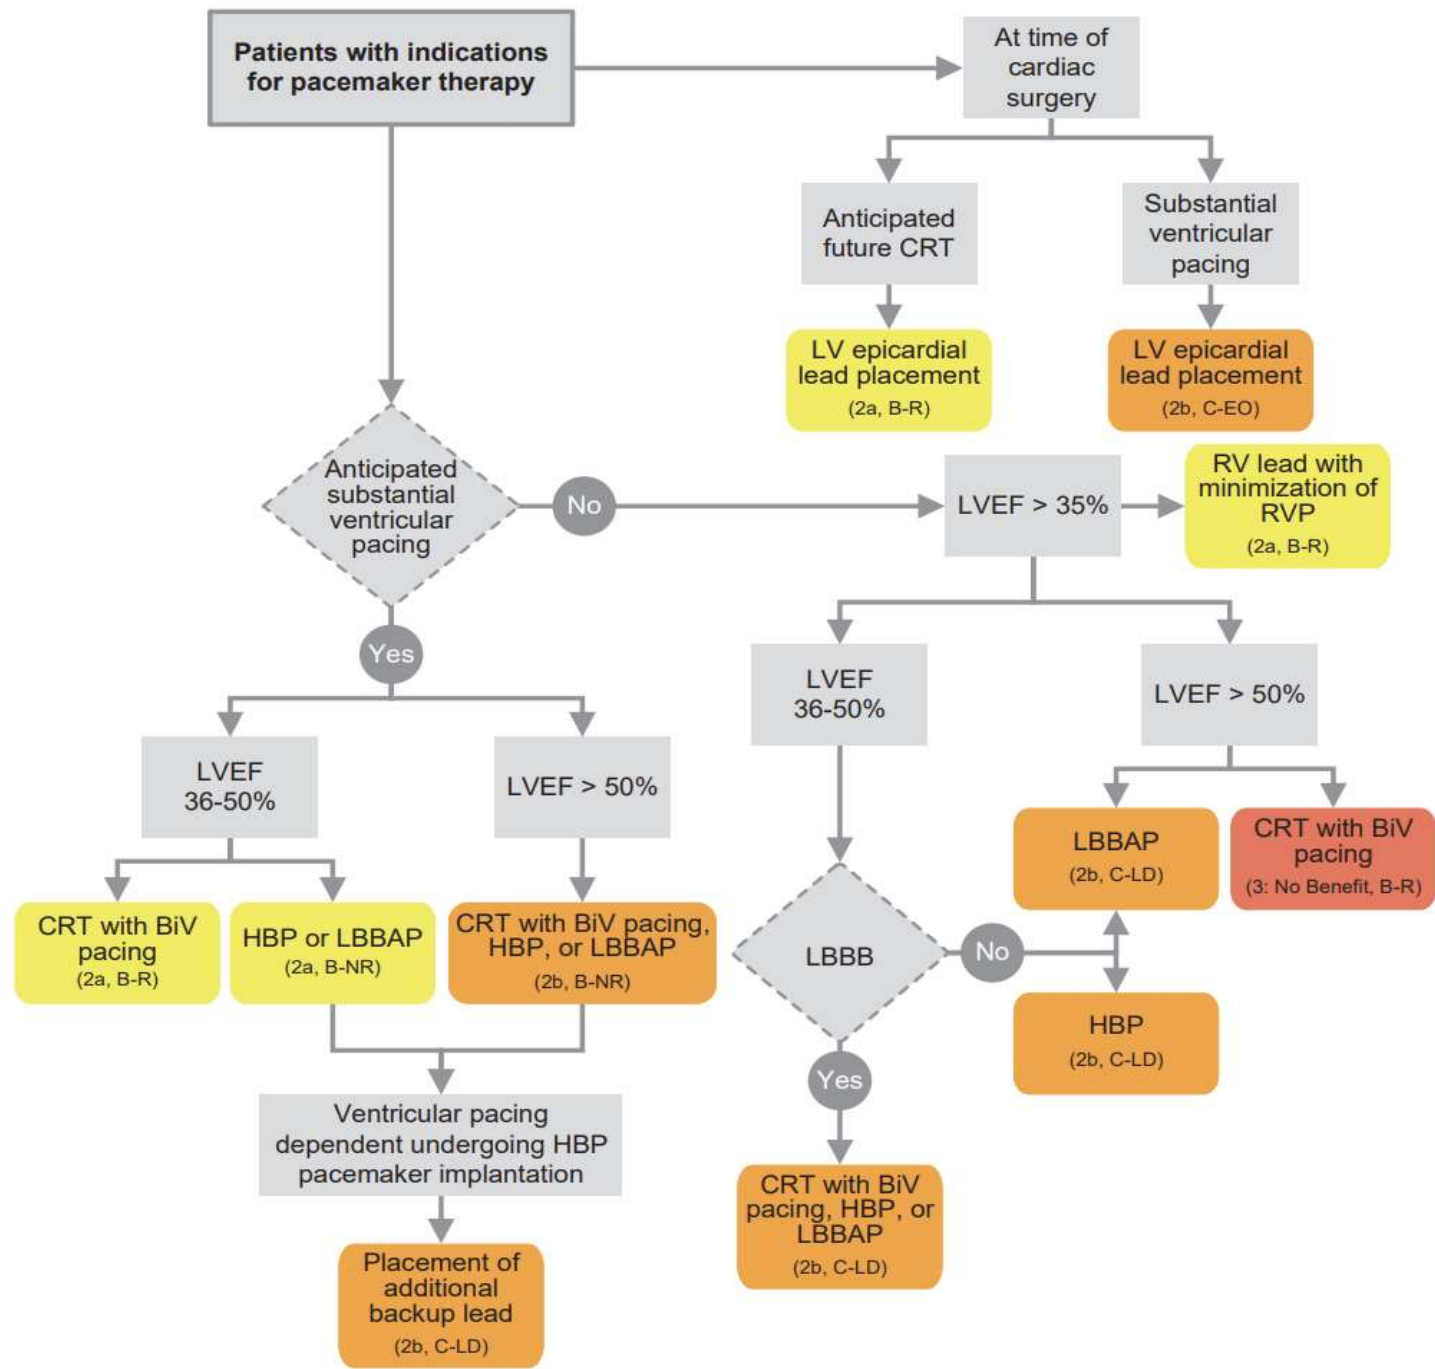 Patients with indications
for pacemaker therapy
At time of
cardiac
surgery
Anticipated
future CRT
Substantial
ventricular
pacing
LV epicardial
lead placement
(2a, B-R)
LV epicardial
lead placement
(2b, C-EO)
Anticipated
substantial
ventricular
pacing
No
LVEF > 35%
RV lead with
minimization of
RVP
(2a, B-R)
Yes
LVEF
36-50%
LVEF > 50%
LVEF
36-50%
LVEF > 50%
CRT with BiV
pacing
(2a, B-R)
HBP or LBBAP
(2a, B-NR)
CRT with BiV pacing,
HBP, or LBBAP
(2b, B-NR)
LBBAP
(2b, C-LD)
CRT with BiV
pacing
(3: No Benefit, B-R)
LBBB
No
HBP
(2b, C-LD)
Yes
Ventricular pacing
dependent undergoing HBP
pacemaker implantation
CRT with BiV
pacing, HBP, or
LBBAP
(2b, C-LD)
Placement of
additional
backup lead
(2b, C-LD)